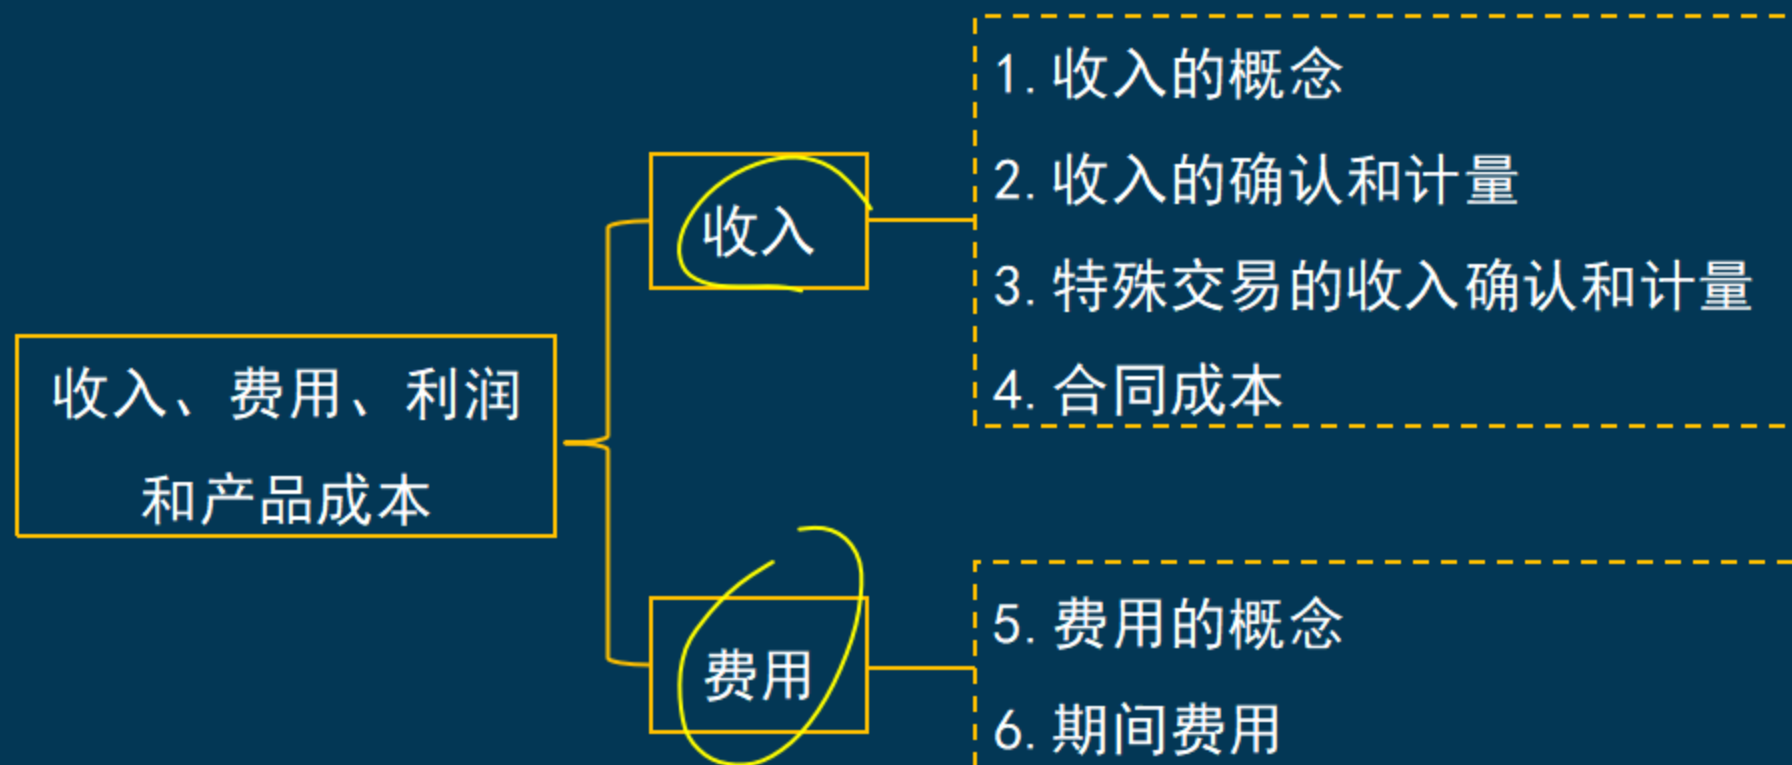 收入、费用、利润
和产品成本
收入
1.收入的概念
2.收入的确认和计量
3.特殊交易的收入确认和计量
4.合同成本
费用
5.费用的概念
6.期间费用